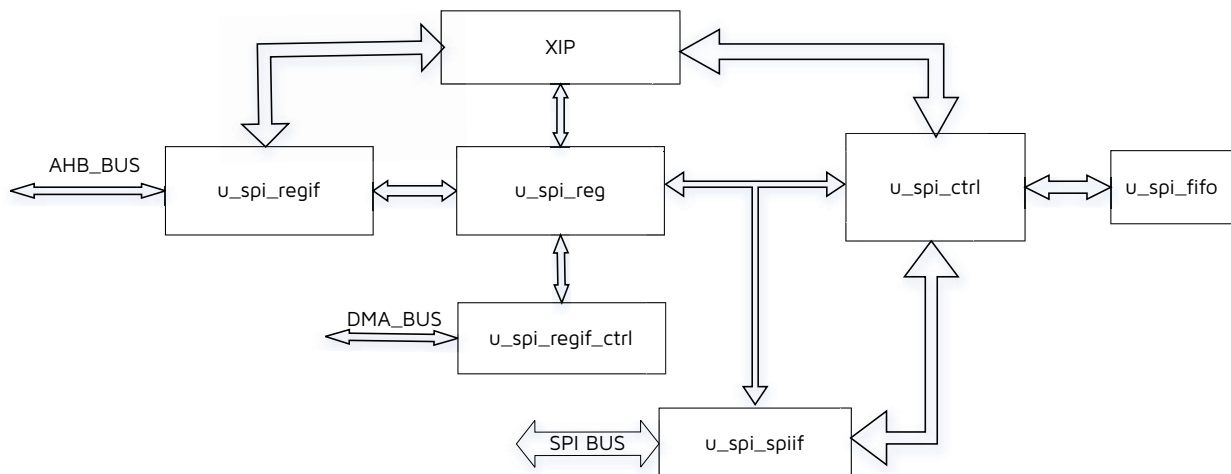 XIP
AHB_BUS
u_spi_regif
u_spi_reg
u_spi_ctrl
u_spi_fifo
DMA_BUS
u_spi_regif_ctrl
SPI BUS
u_spi_spiif